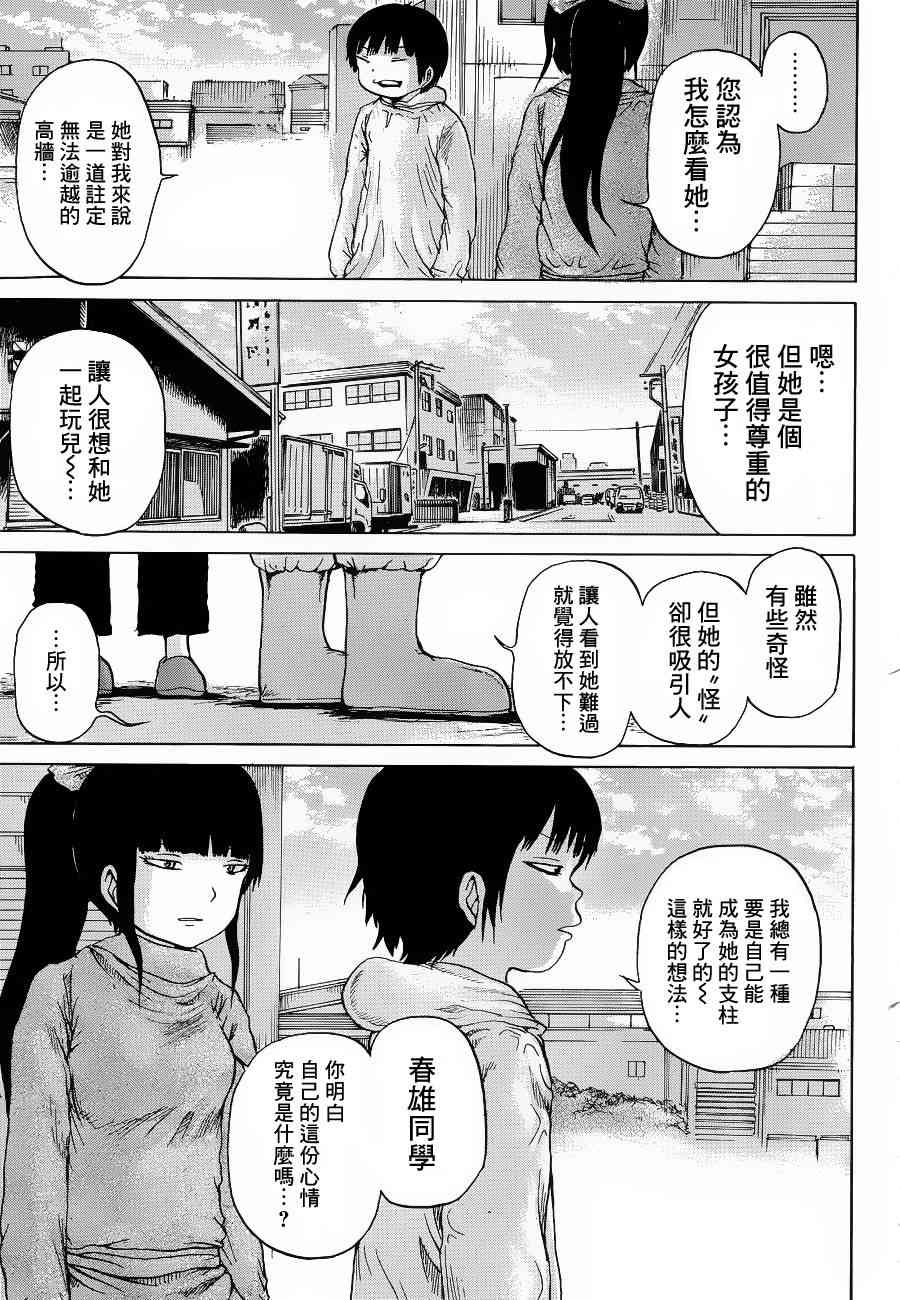 ………
您認為
我怎麼看她…
她對我來說
是一道註定
無法逾越的
高牆…
嗯…
但她是個
很值得尊重的
女孩子…
讓人很想和她
一起玩兒～…
雖然
有些奇怪
但她的〝怪〞
卻很吸引人
讓人看到她難過
就覺得放不下…
…所以…
我總有一種
要是自己能
成為她的支柱
就好了的～
這樣的想法…
春雄同學
你明白
自己的這份心情
究竟是什麼嗎…?